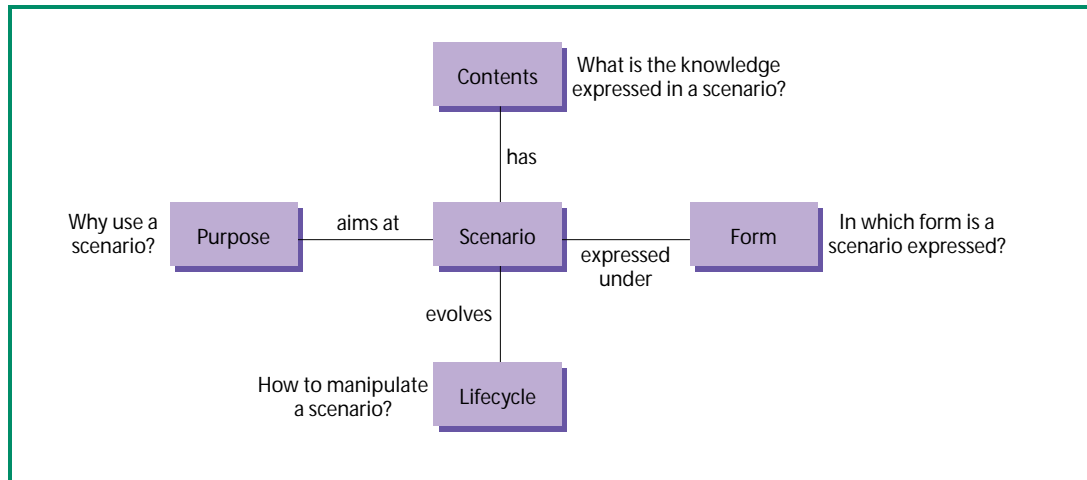 Contents
What is the knowledge
expressed in a scenario?
has
Why use a
scenario?
Purpose
aims at
Scenario
expressed
under
Form
In which form is a
scenario expressed?
evolves
How to manipulate
a scenario?
Lifecycle